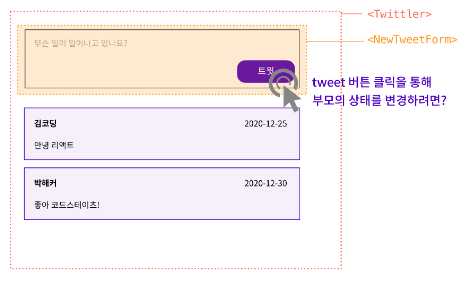 <Twittler>
<NewTweetForm>
무슨 일이 일어나고 있나요?
트윗
tweet 버튼 클릭을 통해
부모의 상태를 변경하려면?
김코딩 2020-12-25
안녕 리액트
박해커 2020-12-30
좋아 코드스테이츠!